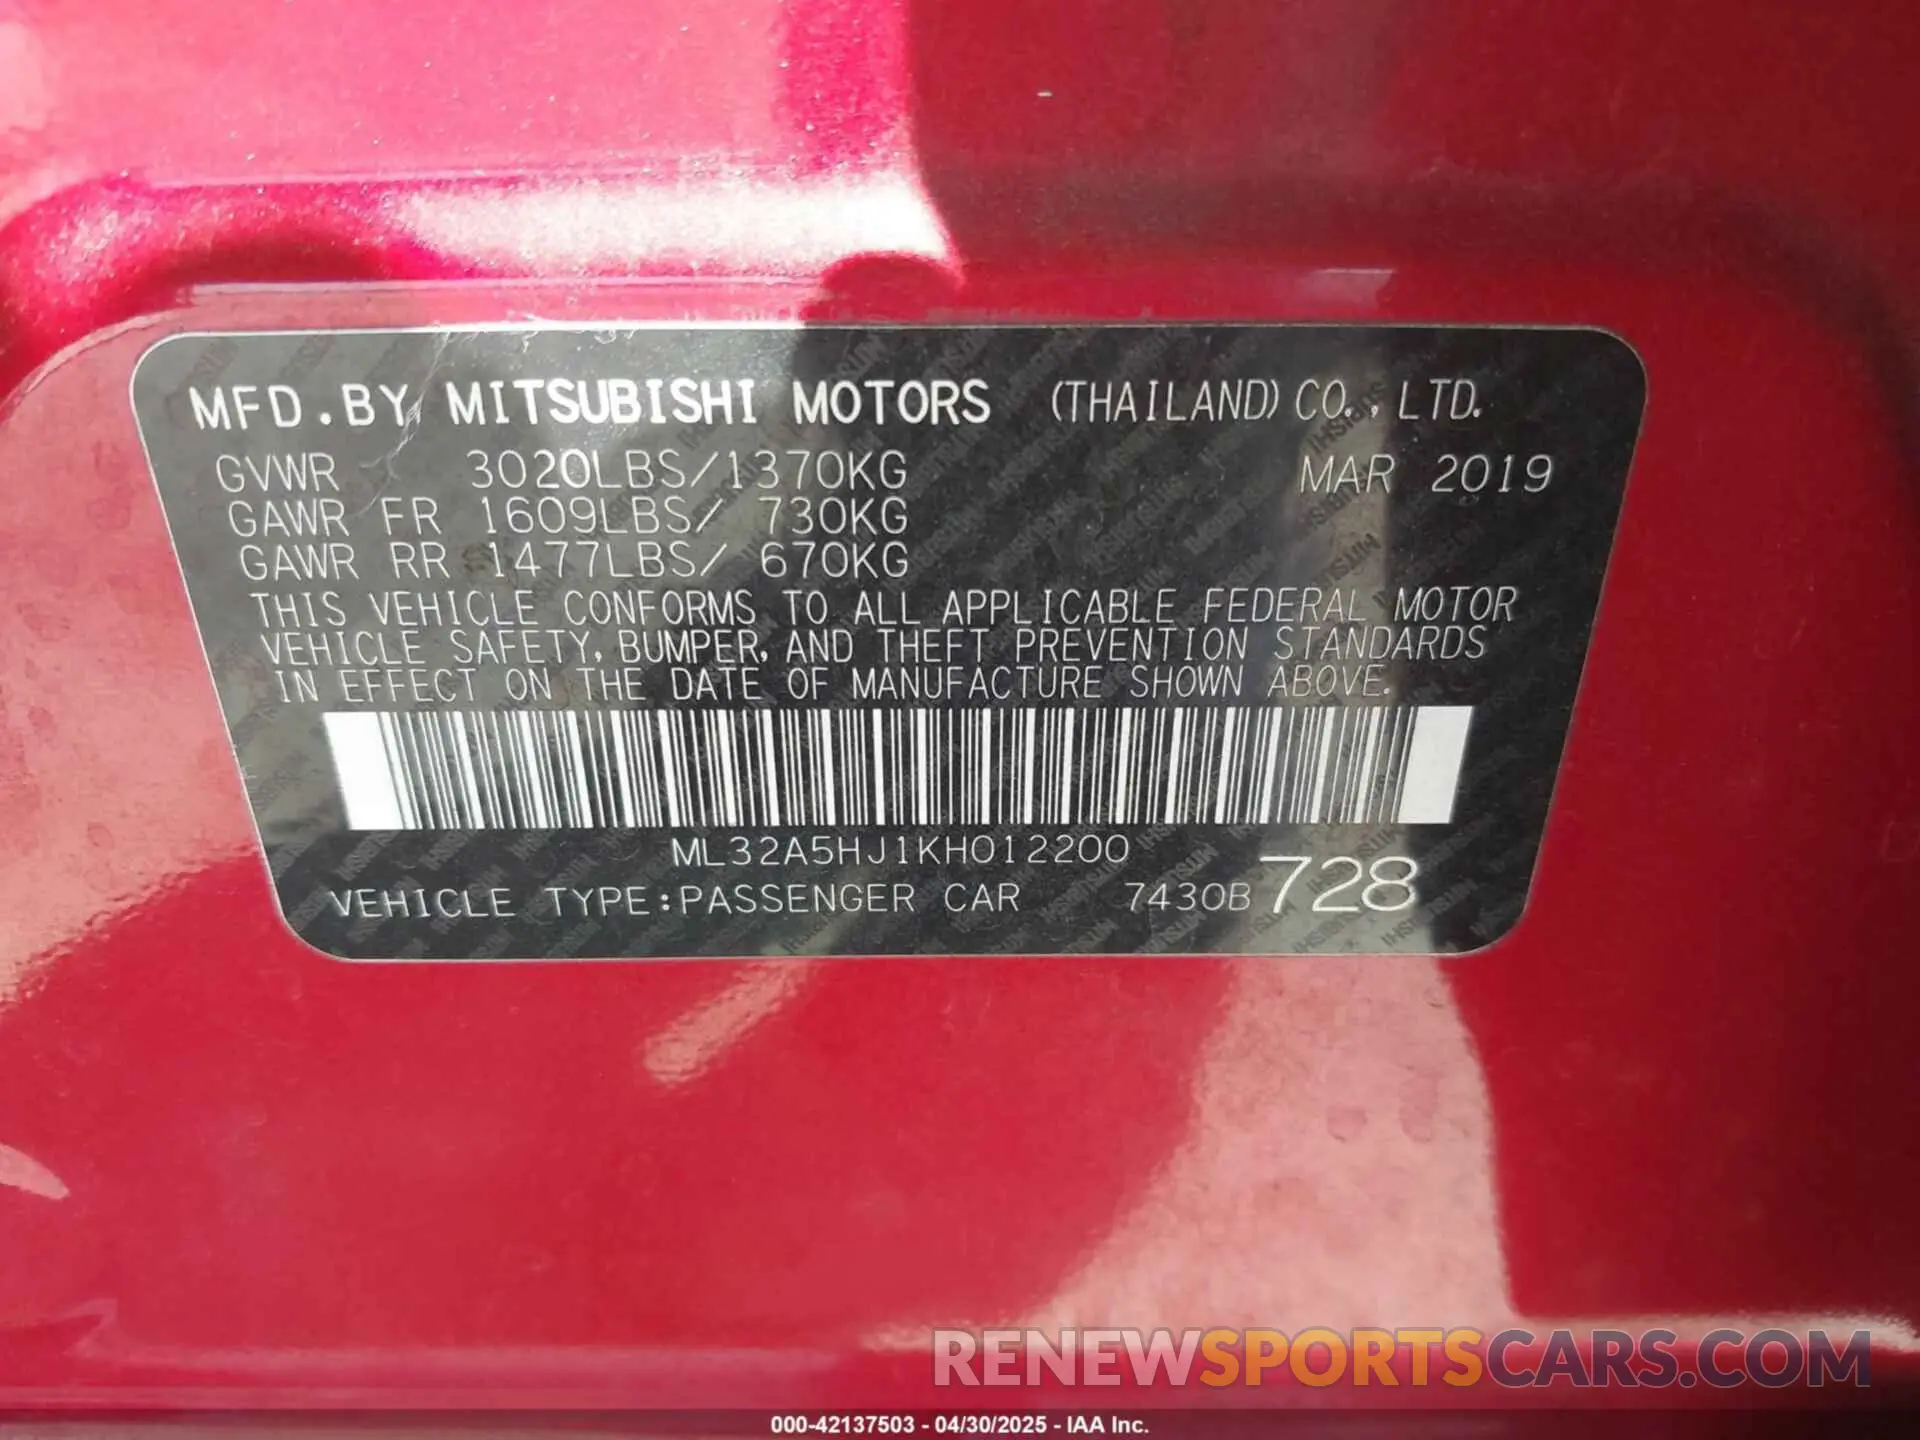 MFD.BY MITSUBISHI MOTORS (THAILAND) CO., LTD.
GVWR 3020LBS/1370KG MAR 2019
GAWR FR 1609LBS/ 730KG
GAWR RR 1477LBS/ 670KG
THIS VEHICLE CONFORMS TO ALL APPLICABLE FEDERAL MOTOR
VEHICLE SAFETY, BUMPER, AND THEFT PREVENTION STANDARDS
IN EFFECT ON THE DATE OF MANUFACTURE SHOWN ABOVE.
ML32A5HJ1KH012200
VEHICLE TYPE:PASSENGER CAR 7430B 728
RENEWSPORTSCARS.COM
000-42137503 - 04/30/2025 - IAA Inc.